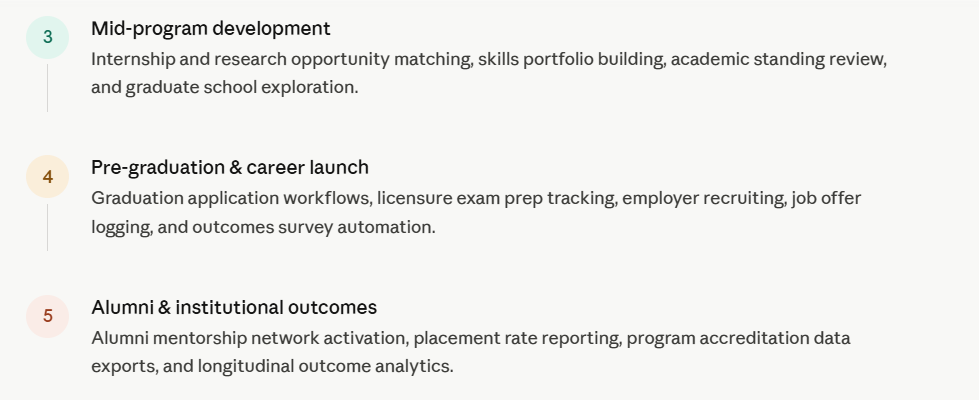 3
Mid-program development
Internship and research opportunity matching, skills portfolio building, academic standing review,
and graduate school exploration.
4
Pre-graduation & career launch
Graduation application workflows, licensure exam prep tracking, employer recruiting, job offer
logging, and outcomes survey automation.
5
Alumni & institutional outcomes
Alumni mentorship network activation, placement rate reporting, program accreditation data
exports, and longitudinal outcome analytics.